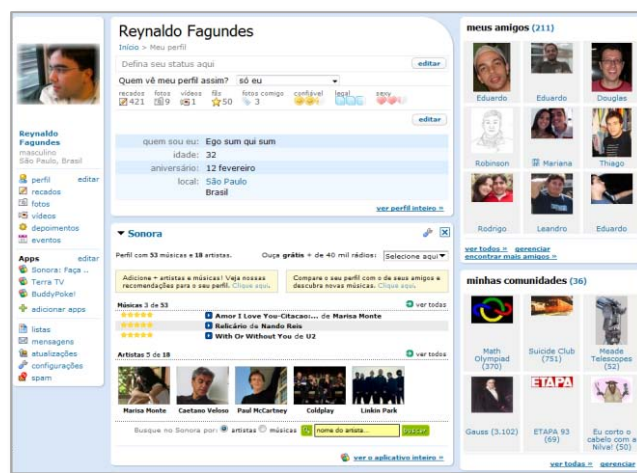 Reynaldo
Fagundes
masculino
São Paulo, Brasil
perfil editar
recados
fotos
vídeos
depoimentos
eventos
Apps editar
Sonora: Faça ..
Terra TV
BuddyPoke!
adicionar apps
listas
mensagens
atualizações
configurações
spam
Reynaldo Fagundes
Início > Meu perfil
Defina seu status aqui editar
Quem vê meu perfil assim? só eu
recados fotos vídeos fãs fotos comigo confiável legal sexy
421 9 1 50 3
editar
quem sou eu: Ego sum qui sum
idade: 32
aniversário: 12 fevereiro
local: São Paulo
Brasil
ver perfil inteiro »
Sonora
Perfil com 53 músicas e 18 artistas. Ouça grátis + de 40 mil rádios: Selecione aqui
Adicione + artistas e músicas! Veja nossas
recomendações para o seu perfil. Clique aqui.
Compare o seu perfil com o de seus amigos e
descubra novas músicas. Clique aqui.
Músicas 3 de 53 ver todas
Amor I Love You-Citacao:... de Marisa Monte
Relicário de Nando Reis
With Or Without You de U2
Artistas 5 de 18 ver todos
Marisa Monte Caetano Veloso Paul McCartney Coldplay Linkin Park
Busque no Sonora por: artistas músicas nome do artista... buscar
ver o aplicativo inteiro »
meus amigos (211)
Eduardo Eduardo Douglas
Robinson Mariana Thiago
Rodrigo Leandro Eduardo
ver todos » gerenciar
encontrar mais amigos »
minhas comunidades (36)
Math
Olympiad
(370)
Suicide Club
(751)
Meade
Telescopes
(52)
ETAPA
Gauss (3.102)
ETAPA 93
(69)
Eu corto o
cabelo com a
Nilva! (50)
ver todas » gerenciar